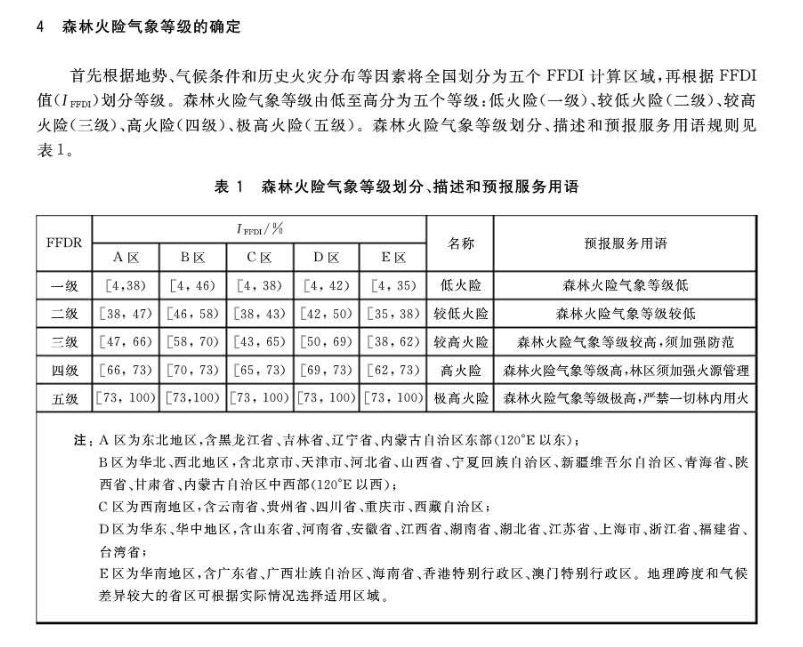 4 森林火险气象等级的确定
首先根据地势、气候条件和历史火灾分布等因素将全国划分为五个 FFDI 计算区域,再根据 FFDI
值(I FFDI)划分等级。森林火险气象等级由低至高分为五个等级:低火险(一级)、较低火险(二级)、较高
火险(三级)、高火险(四级)、极高火险(五级)。森林火险气象等级划分、描述和预报服务用语规则见
表 1。
表 1 森林火险气象等级划分、描述和预报服务用语
FFDR I FFDI/% 名称 预报服务用语
A 区 B 区 C 区 D 区 E 区
一级 [4,38) [4, 46) [4, 38) [4, 42) [4, 35) 低火险 森林火险气象等级低
二级 [38, 47) [46, 58) [38, 43) [42, 50) [35, 38) 较低火险 森林火险气象等级较低
三级 [47, 66) [58, 70) [43, 65) [50, 69) [38, 62) 较高火险 森林火险气象等级较高,须加强防范
四级 [66, 73) [70, 73) [65, 73) [69, 73) [62, 73) 高火险 森林火险气象等级高,林区须加强火源管理
五级 [73, 100) [73,100) [73, 100) [73, 100) [73, 100) 极高火险 森林火险气象等级极高,严禁一切林内用火
注:A 区为东北地区,含黑龙江省、吉林省、辽宁省、内蒙古自治区东部(120°E 以东);
B 区为华北、西北地区,含北京市、天津市、河北省、山西省、宁夏回族自治区、新疆维吾尔自治区、青海省、陕
西省、甘肃省、内蒙古自治区中西部(120°E 以西);
C 区为西南地区,含云南省、贵州省、四川省、重庆市、西藏自治区;
D 区为华东、华中地区,含山东省、河南省、安徽省、江西省、湖南省、湖北省、江苏省、上海市、浙江省、福建省、
台湾省;
E 区为华南地区,含广东省、广西壮族自治区、海南省、香港特别行政区、澳门特别行政区。地理跨度和气候
差异较大的省区可根据实际情况选择适用区域。